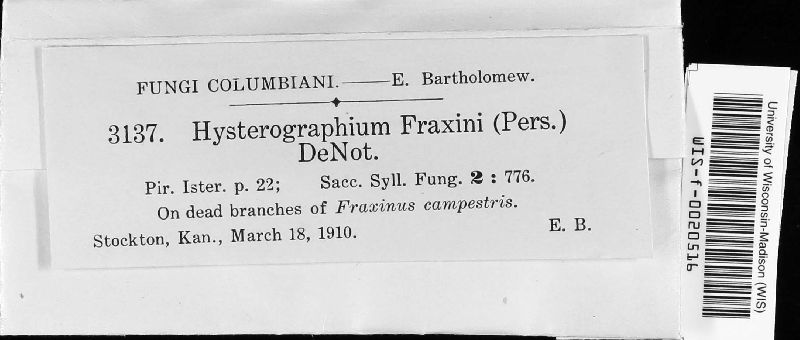 FUNGI COLUMBIANI.——E. Bartholomew.
3137. Hysterographium Fraxini (Pers.)
DeNot.
Pir. Ister. p. 22; Sacc. Syll. Fung. 2 : 776.
On dead branches of Fraxinus campestris.
Stockton, Kan., March 18, 1910. E. B.
University of Wisconsin-Madison (WIS)
WIS-f-0020516